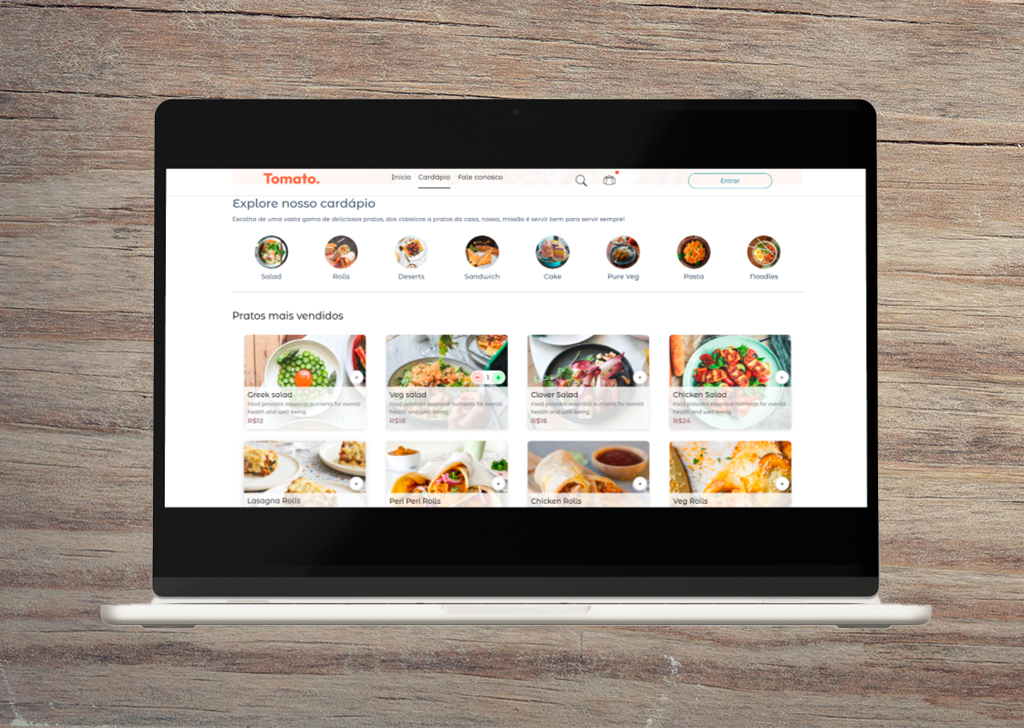 Tomato.
Início Cardápio Fale conosco
Entrar
Explore nosso cardápio
Escolha de uma vasta gama de deliciosos pratos, dos clássicos a pratos da casa, nossa, missão é servir bem para servir sempre!
Salad Rolls Deserts Sandwich Cake Pure Veg Pasta Noodles
Pratos mais vendidos
1
Greek salad Veg salad Clover Salad Chicken Salad
Food provides essential nutrients for overall Food provides essential nutrients for overall Food provides essential nutrients for overall Food provides essential nutrients for overall
health and well-being health and well-being health and well-being health and well-being
R$12 R$18 R$16 R$24
Lasagna Rolls Peri Peri Rolls Chicken Rolls Veg Rolls